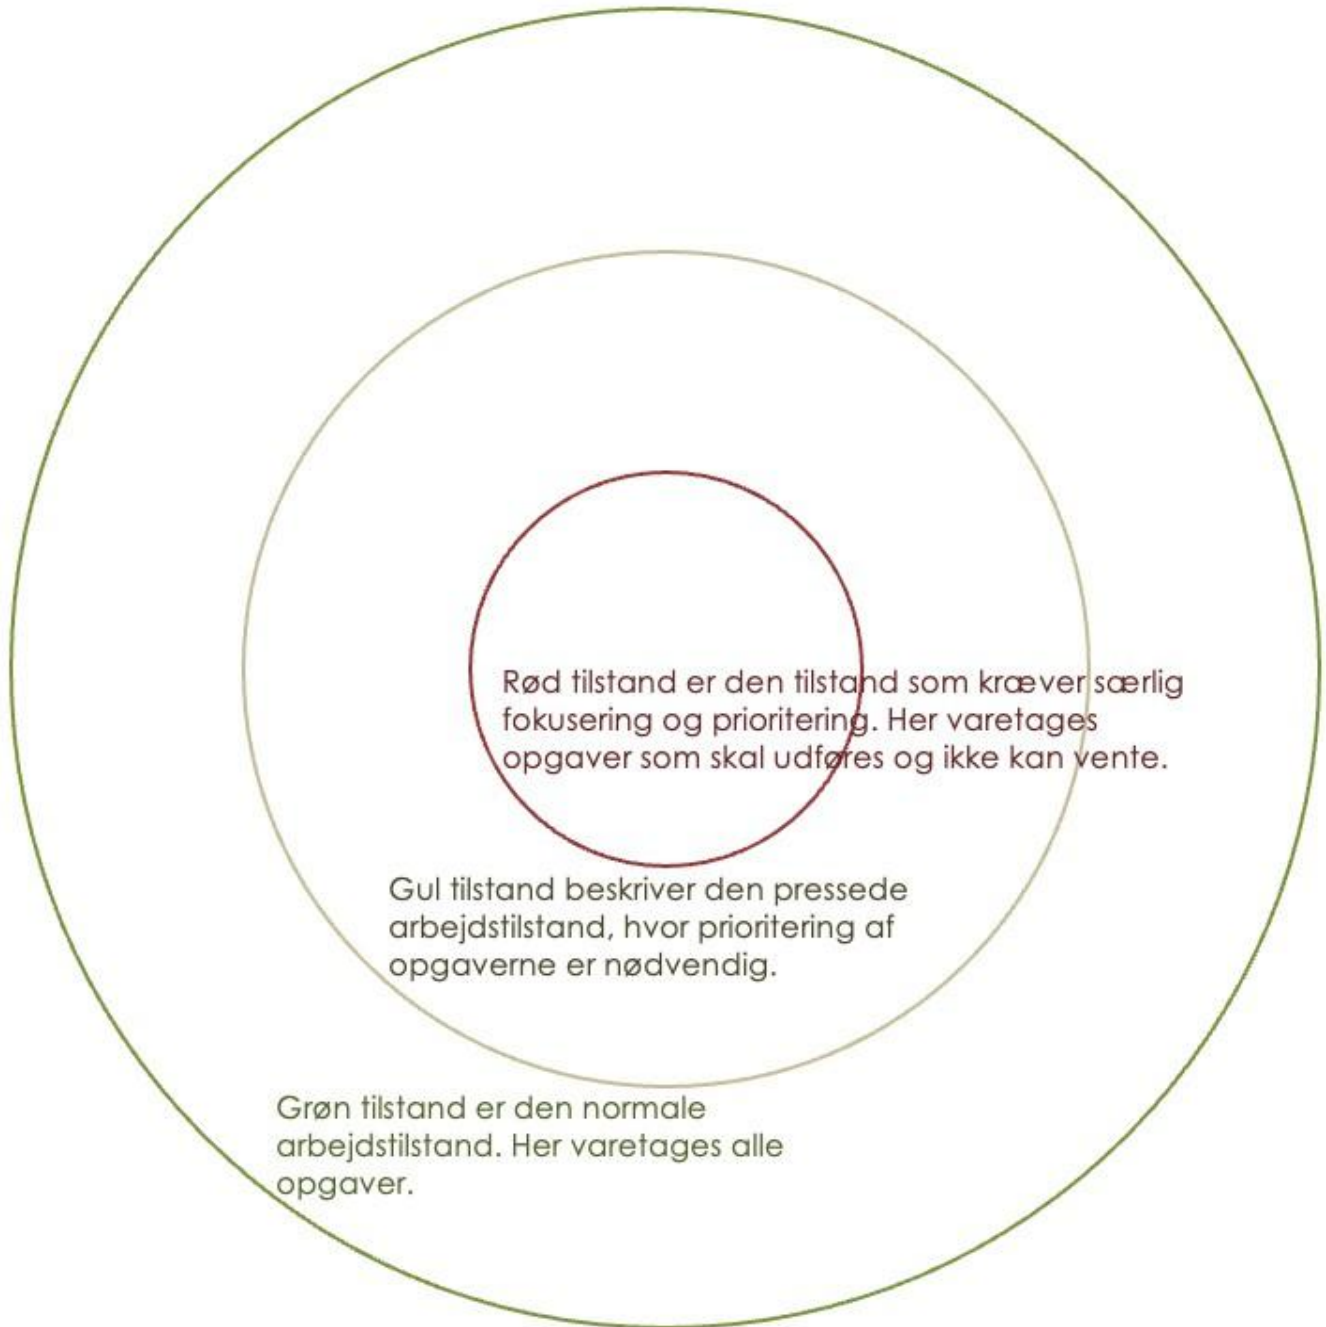 Rød tilstand er den tilstand som kræver særlig
fokusering og prioritering. Her varetages
opgaver som skal udføres og ikke kan vente.
Gul tilstand beskriver den pressede
arbejdstilstand, hvor prioritering af
opgaverne er nødvendig.
Grøn tilstand er den normale
arbejdstilstand. Her varetages alle
opgaver.